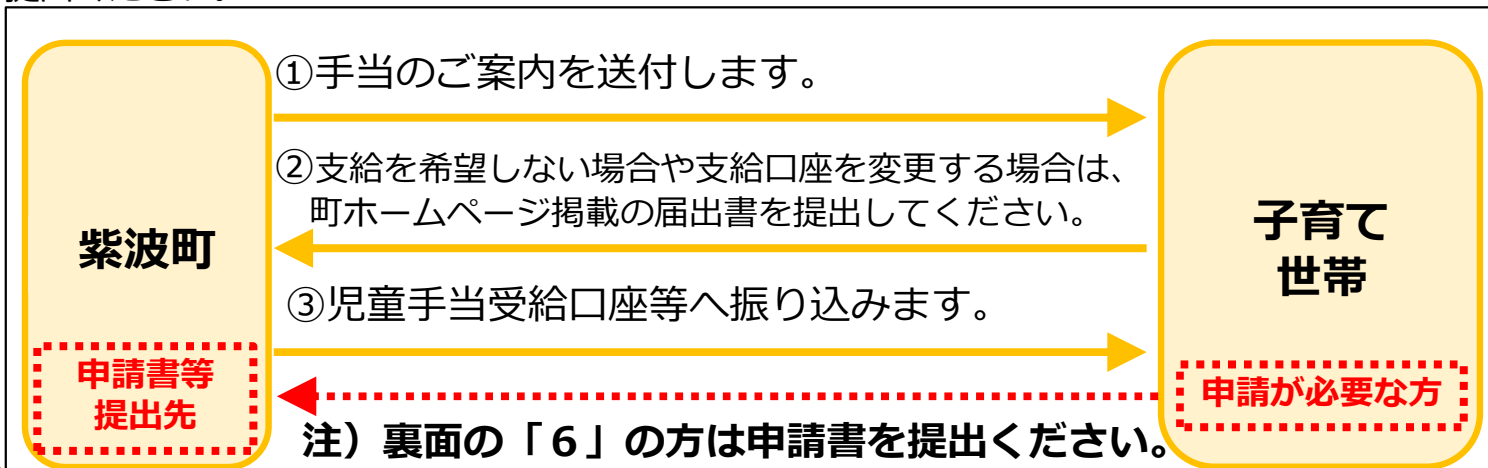 ①手当のご案内を送付します。
②支給を希望しない場合や支給口座を変更する場合は、
町ホームページ掲載の届出書を提出してください。
紫波町
子育て
世帯
③児童手当受給口座等へ振り込みます。
申請書等
提出先
申請が必要な方
注）裏面の「６」の方は申請書を提出ください。